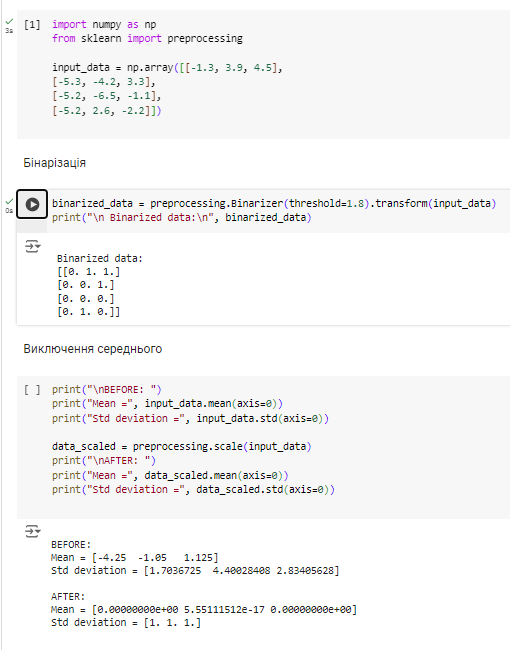 [1] import numpy as np
3s
from sklearn import preprocessing
input_data = np.array([[-1.3, 3.9, 4.5],
[-5.3, -4.2, 3.3],
[-5.2, -6.5, -1.1],
[-5.2, 2.6, -2.2]])
Бінарізація
0s
binarized_data = preprocessing.Binarizer(threshold=1.8).transform(input_data)
print("\n Binarized data:\n", binarized_data)
Binarized data:
[[0. 1. 1.]
[0. 0. 1.]
[0. 0. 0.]
[0. 1. 0.]]
Виключення середнього
[ ] print("\nBEFORE: ")
print("Mean =", input_data.mean(axis=0))
print("Std deviation =", input_data.std(axis=0))
data_scaled = preprocessing.scale(input_data)
print("\nAFTER: ")
print("Mean =", data_scaled.mean(axis=0))
print("Std deviation =", data_scaled.std(axis=0))
BEFORE:
Mean = [-4.25 -1.05 1.125]
Std deviation = [1.7036725 4.40028408 2.83405628]
AFTER:
Mean = [0.00000000e+00 5.55111512e-17 0.00000000e+00]
Std deviation = [1. 1. 1.]